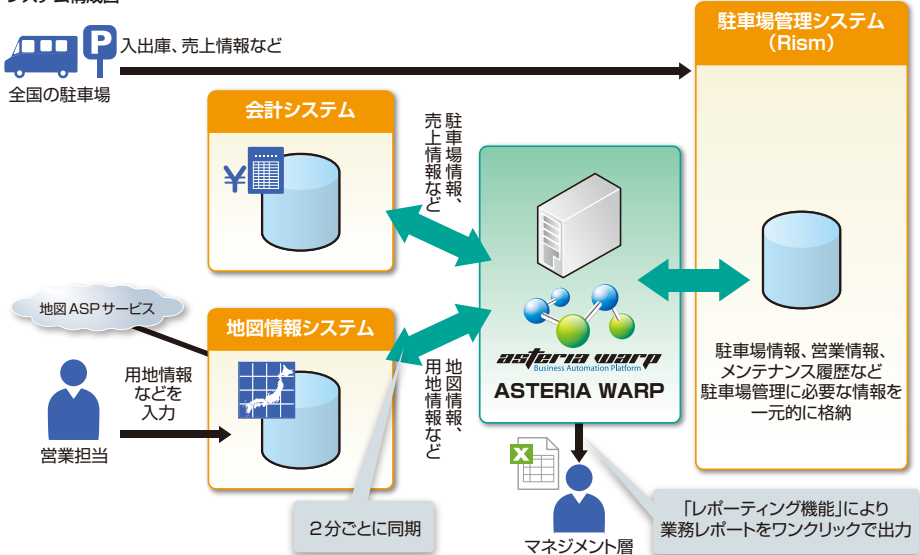 システム構成図
P
入出庫、売上情報など
全国の駐車場
駐車場管理システム
(Rism)
会計システム
¥
駐車場情報、
売上情報など
地図ASPサービス
地図情報システム
用地情報
などを
入力
営業担当
地図情報、
用地情報など
asteria warp
Business Automation Platform
ASTERIA WARP
駐車場情報、営業情報、
メンテナンス履歴など
駐車場管理に必要な情報を
一元的に格納
2分ごとに同期
X
マネジメント層
「レポーティング機能」により
業務レポートをワンクリックで出力